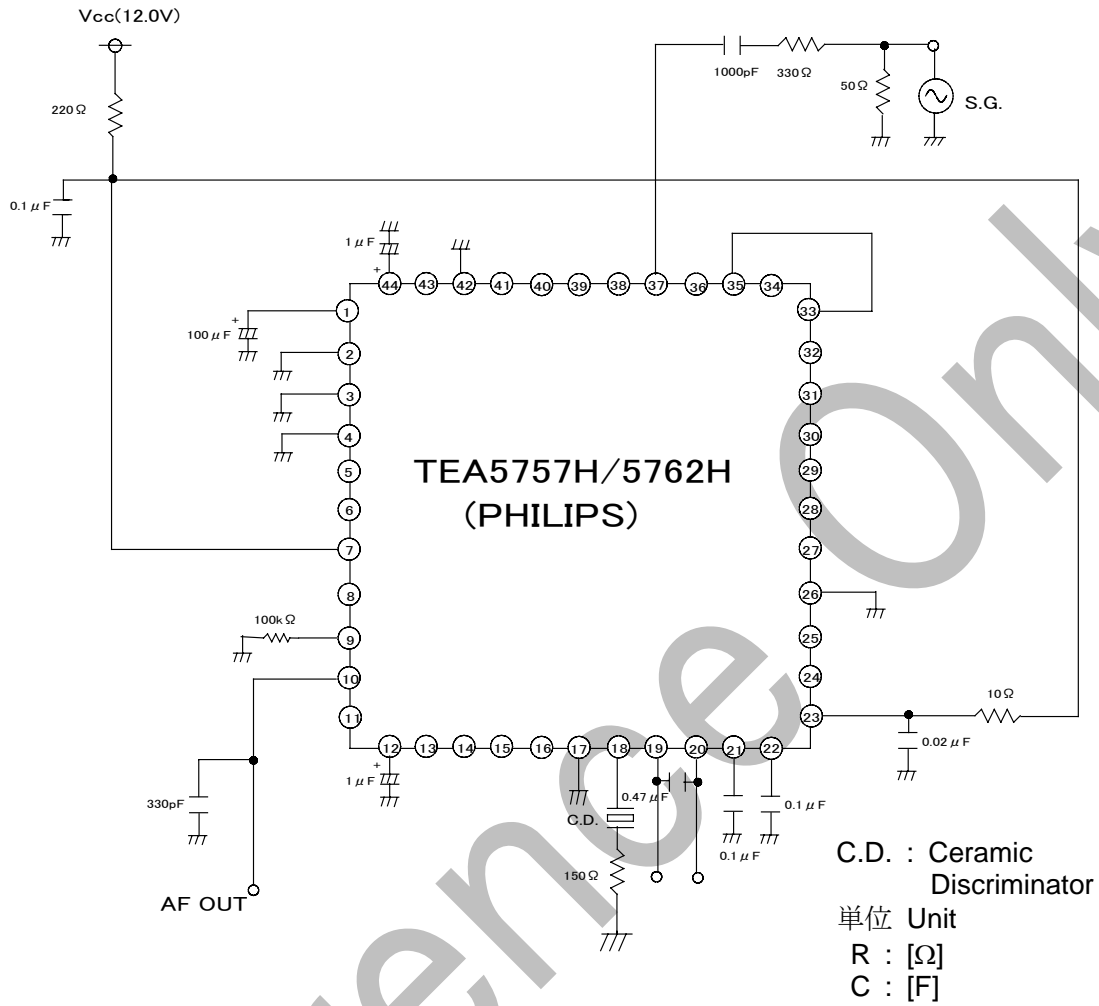 Vcc(12.0V)
220Ω
0.1μF
1000pF
330Ω
50Ω
S.G.
1μF
+
44
43
42
41
40
39
38
37
36
35
34
+
100μF
1
2
3
4
5
6
7
8
9
10
11
33
32
31
30
29
28
27
26
25
24
23
TEA5757H/5762H
(PHILIPS)
100kΩ
10Ω
0.02μF
12
13
14
15
16
17
18
19
20
21
22
+
1μF
330pF
AF OUT
C.D.
0.47μF
150Ω
0.1μF
0.1μF
C.D. : Ceramic
Discriminator
単位 Unit
R : [Ω]
C : [F]
ence Only